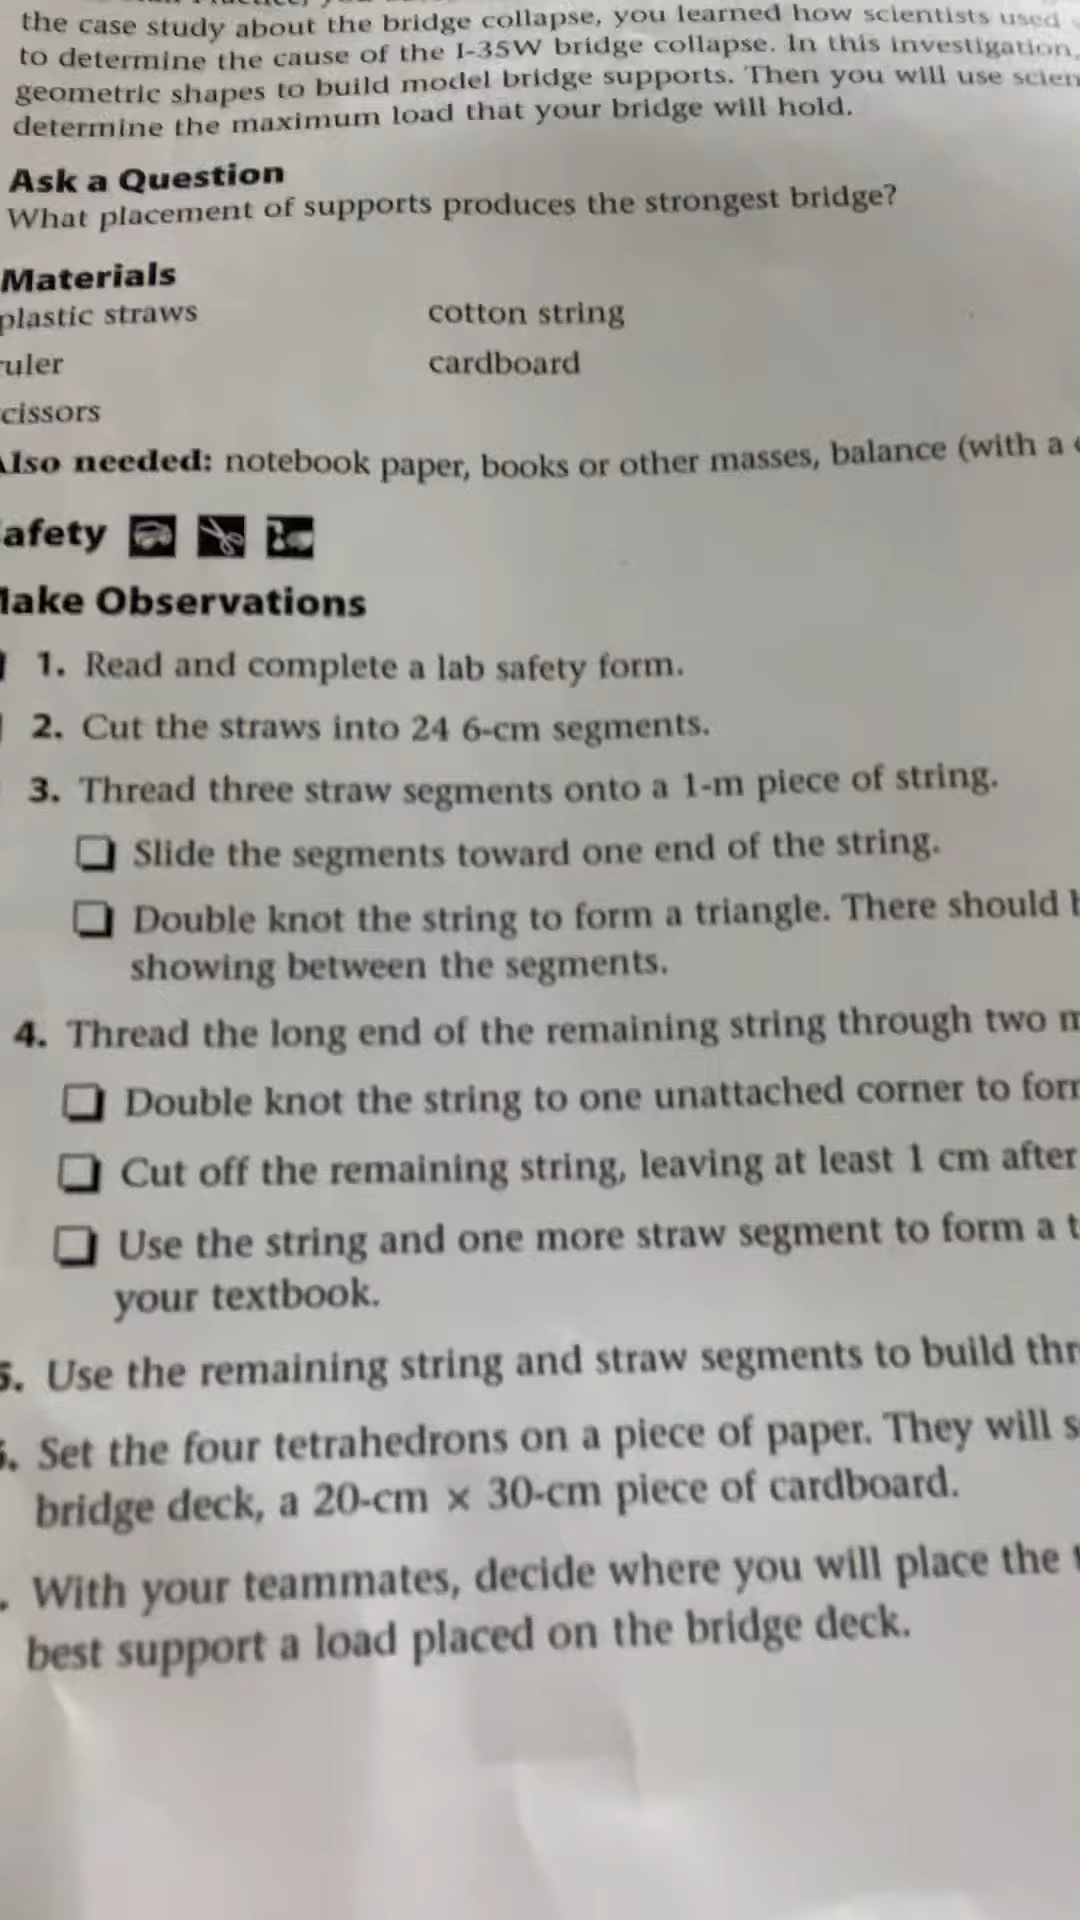 the case study about the bridge collapse, you learned how scientists used
to determine the cause of the I-35W bridge collapse. In this investigation,
geometric shapes to build model bridge supports. Then you will use
determine the maximum load that your bridge will hold.
Ask a Question
What placement of supports produces the strongest bridge?
Materials
plastic straws cotton string
ruler cardboard
cissors
Also needed: notebook paper, books or other masses, balance (with a
afety
Make Observations
1. Read and complete a lab safety form.
2. Cut the straws into 24 6-cm segments.
3. Thread three straw segments onto a 1-m piece of string.
Slide the segments toward one end of the string.
Double knot the string to form a triangle. There should
showing between the segments.
4. Thread the long end of the remaining string through two
Double knot the string to one unattached corner to
Cut off the remaining string, leaving at least 1 cm after
Use the string and one more straw segment to form a
your textbook.
5. Use the remaining string and straw segments to build
Set the four tetrahedrons on a piece of paper. They will
bridge deck, a 20-cm × 30-cm piece of cardboard.
With your teammates, decide where you will place the
best support a load placed on the bridge deck.